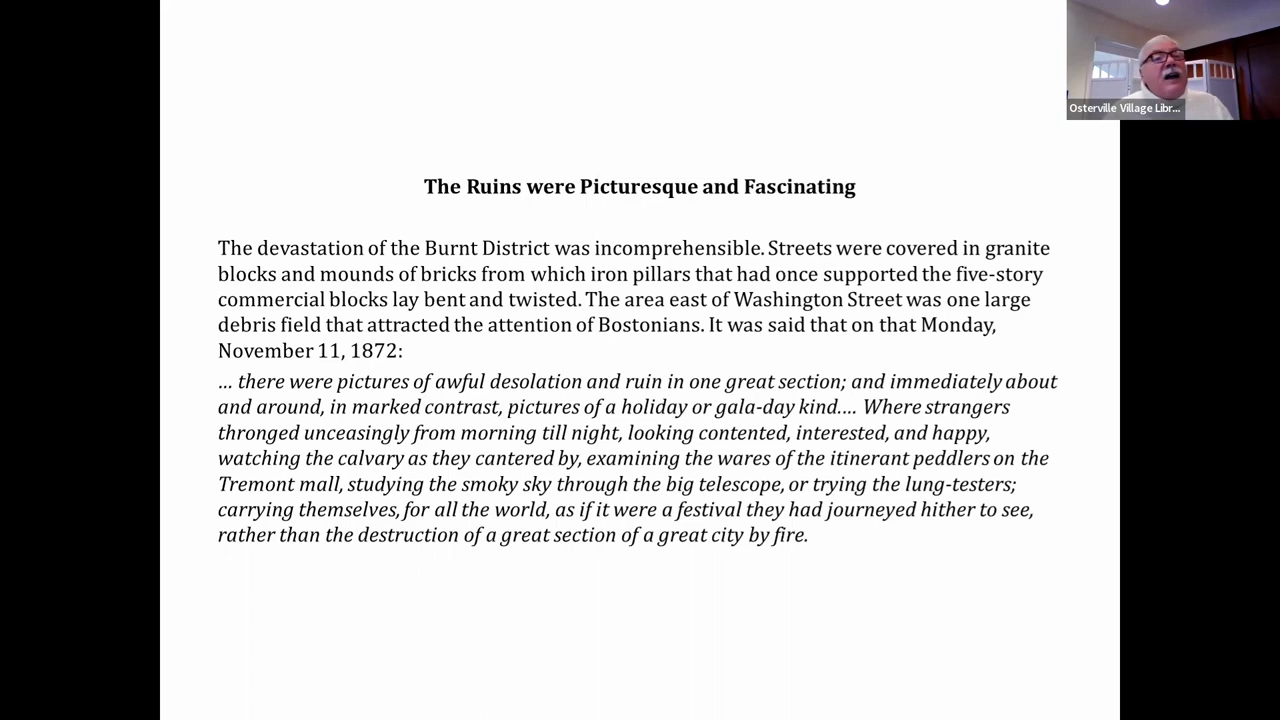 Osterville Village Libr...
The Ruins were Picturesque and Fascinating
The devastation of the Burnt District was incomprehensible. Streets were covered in granite
blocks and mounds of bricks from which iron pillars that had once supported the five-story
commercial blocks lay bent and twisted. The area east of Washington Street was one large
debris field that attracted the attention of Bostonians. It was said that on that Monday,
November 11, 1872:
... there were pictures of awful desolation and ruin in one great section; and immediately about
and around, in marked contrast, pictures of a holiday or gala-day kind.... Where strangers
thronged unceasingly from morning till night, looking contented, interested, and happy,
watching the calvary as they cantered by, examining the wares of the itinerant peddlers on the
Tremont mall, studying the smoky sky through the big telescope, or trying the lung-testers;
carrying themselves, for all the world, as if it were a festival they had journeyed hither to see,
rather than the destruction of a great section of a great city by fire.